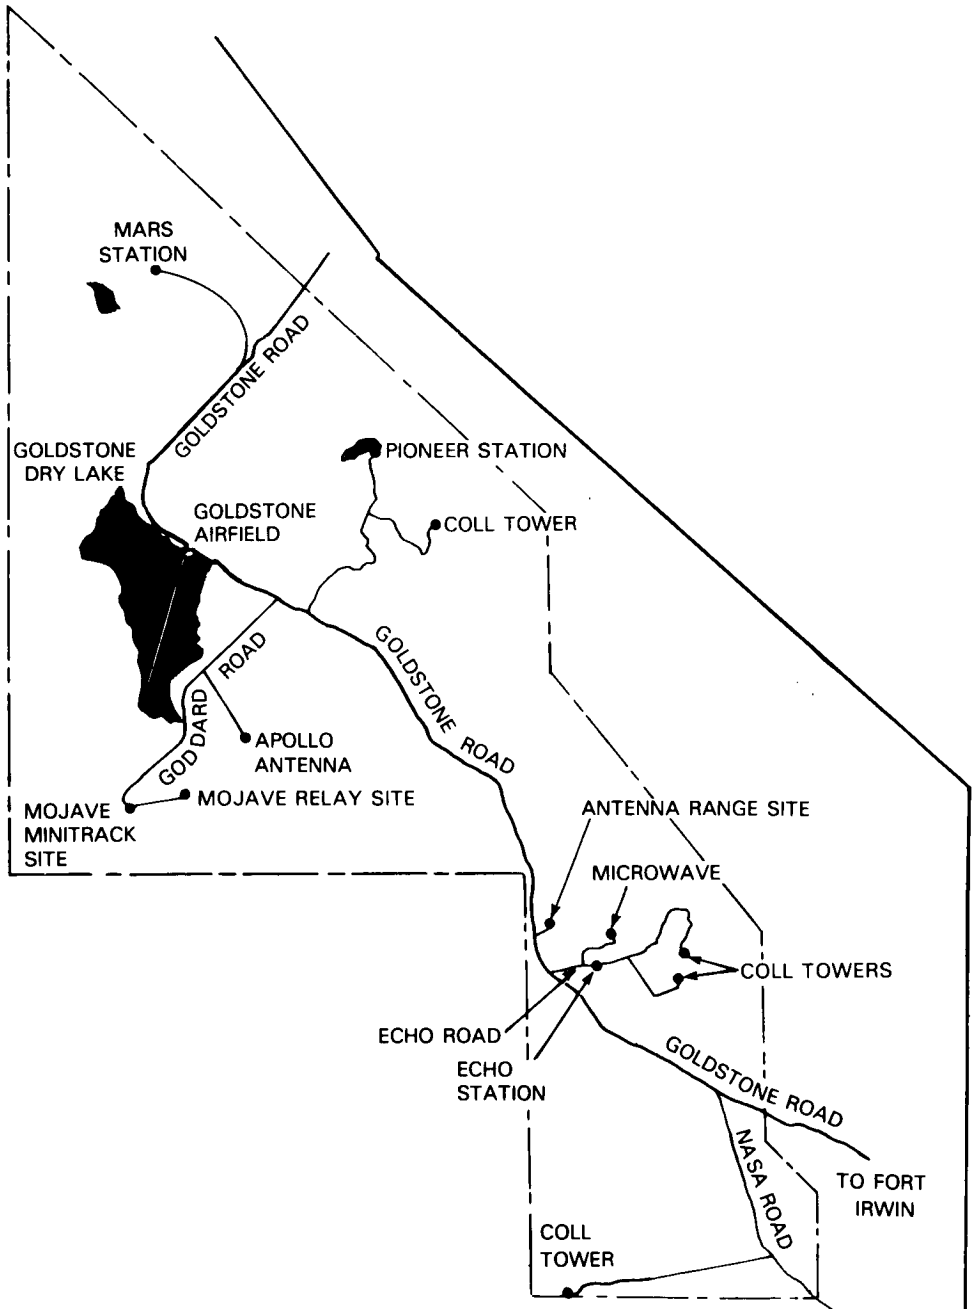 MARS
STATION
GOLDSTONE ROAD
GOLDSTONE
DRY LAKE
PIONEER STATION
GOLDSTONE
AIRFIELD
COLL TOWER
GOLDSTONE ROAD
GODDARD ROAD
APOLLO
ANTENNA
MOJAVE RELAY SITE
MOJAVE
MINITRACK
SITE
ANTENNA RANGE SITE
MICROWAVE
COLL TOWERS
ECHO ROAD
ECHO
STATION
GOLDSTONE ROAD
NASA ROAD
TO FORT
IRWIN
COLL
TOWER